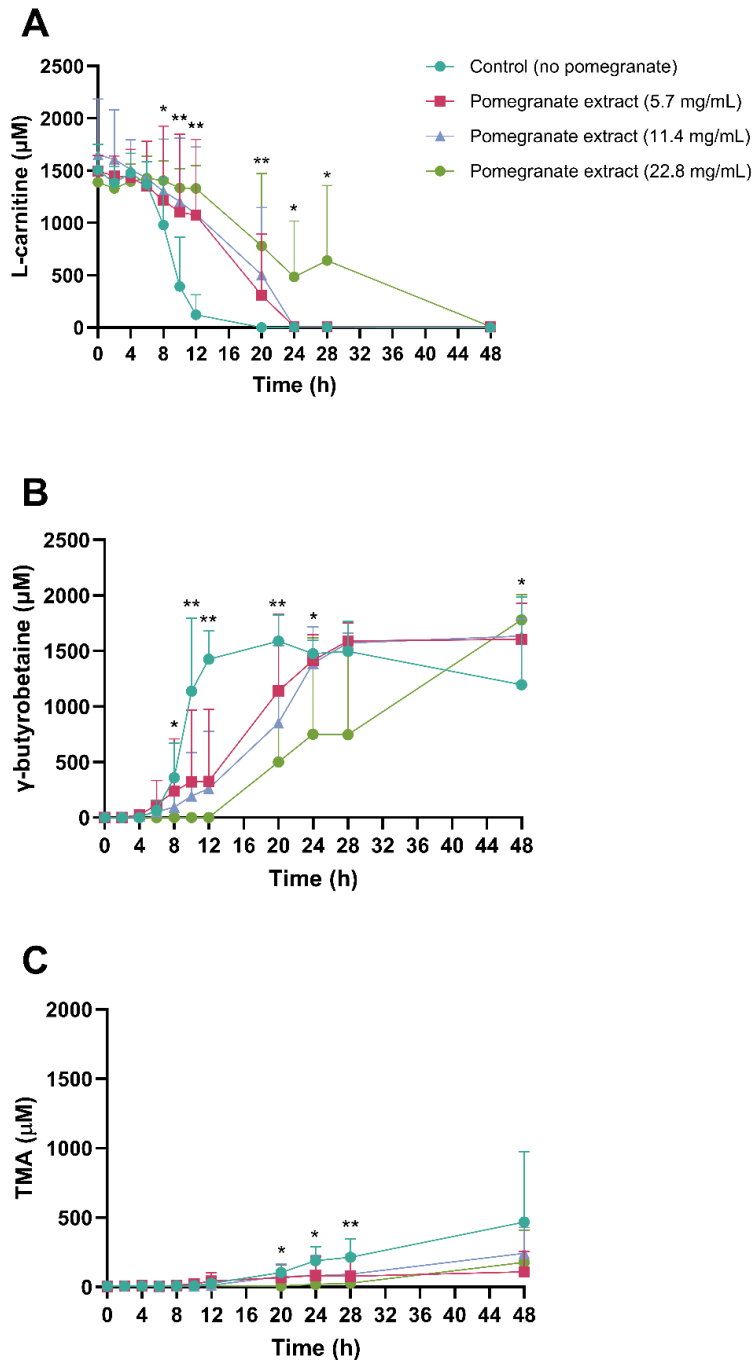 A
Control (no pomegranate)
Pomegranate extract (5.7 mg/mL)
Pomegranate extract (11.4 mg/mL)
Pomegranate extract (22.8 mg/mL)
L-carnitine (µM)
2500
2000
1500
1000
500
0
* ** ** ** * *
0 4 8 12 16 20 24 28 32 36 40 44 48
Time (h)
B
γ-butyrobetaine (µM)
2500
2000
1500
1000
500
0
* ** ** ** * *
0 4 8 12 16 20 24 28 32 36 40 44 48
Time (h)
C
TMA (µM)
2000
1500
1000
500
0
* * **
0 4 8 12 16 20 24 28 32 36 40 44 48
Time (h)